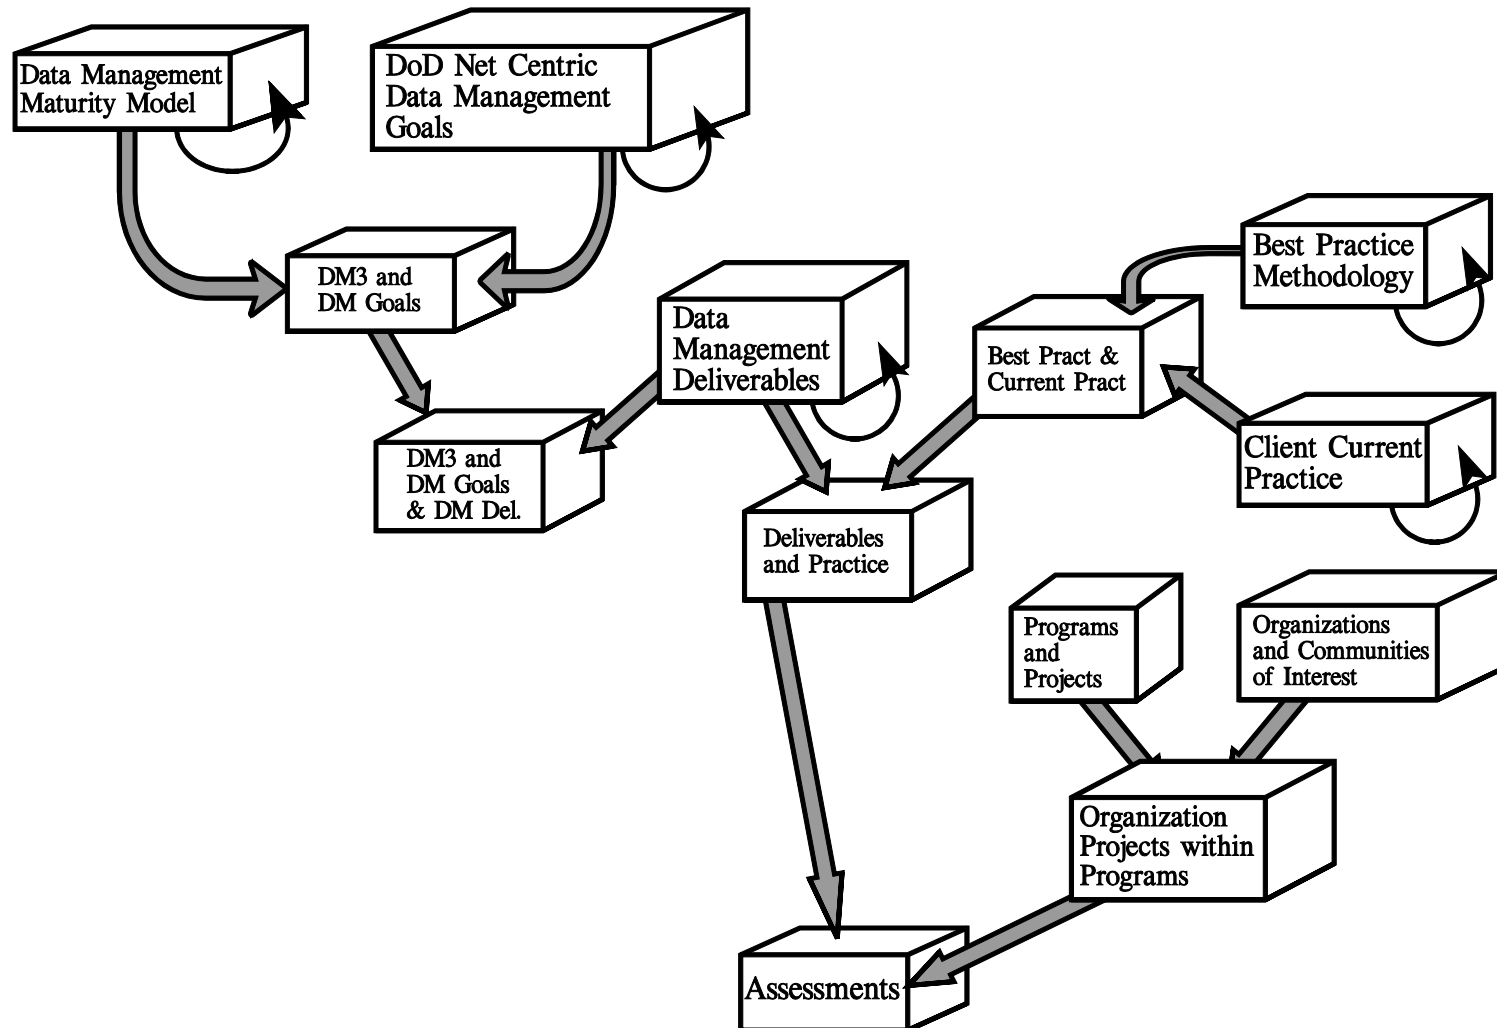 Data Management
Maturity Model
DoD Net Centric
Data Management
Goals
DM3 and
DM Goals
Data
Management
Deliverables
Best Practice
Methodology
Best Pract &
Current Pract
Client Current
Practice
DM3 and
DM Goals
& DM Del.
Deliverables
and Practice
Programs
and
Projects
Organizations
and Communities
of Interest
Organization
Projects within
Programs
Assessments